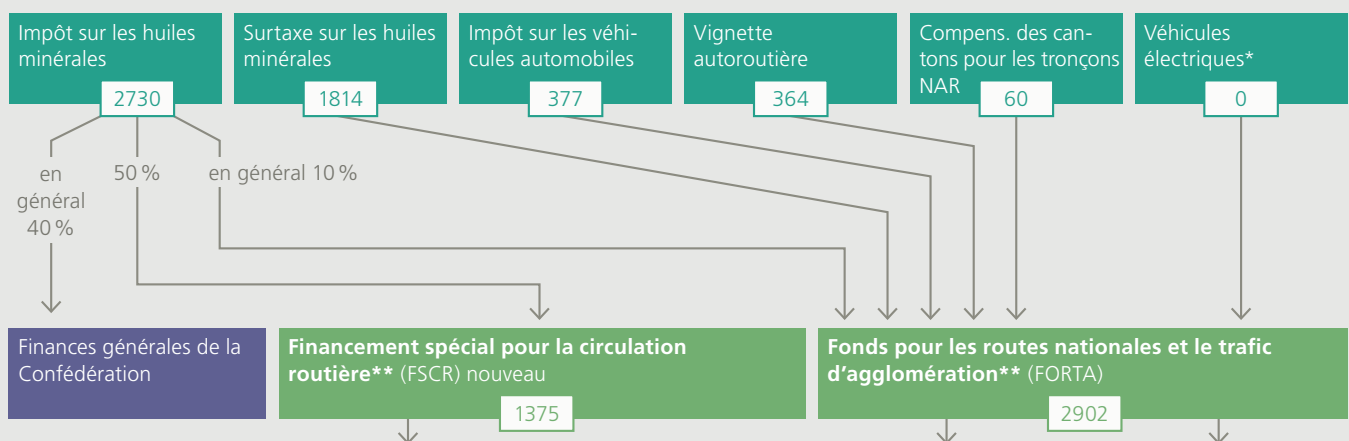 Impôt sur les huiles
minérales
2730
Surtaxe sur les huiles
minérales
1814
Impôt sur les véhi-
cules automobiles
377
Vignette
autoroutière
364
Compens. des can-
tons pour les tronçons
NAR
60
Véhicules
électriques*
0
en
général
40 %
50 %
en général 10 %
Finances générales de la
Confédération
Financement spécial pour la circulation
routière** (FSCR) nouveau
1375
Fonds pour les routes nationales et le trafic
d'agglomération** (FORTA)
2902